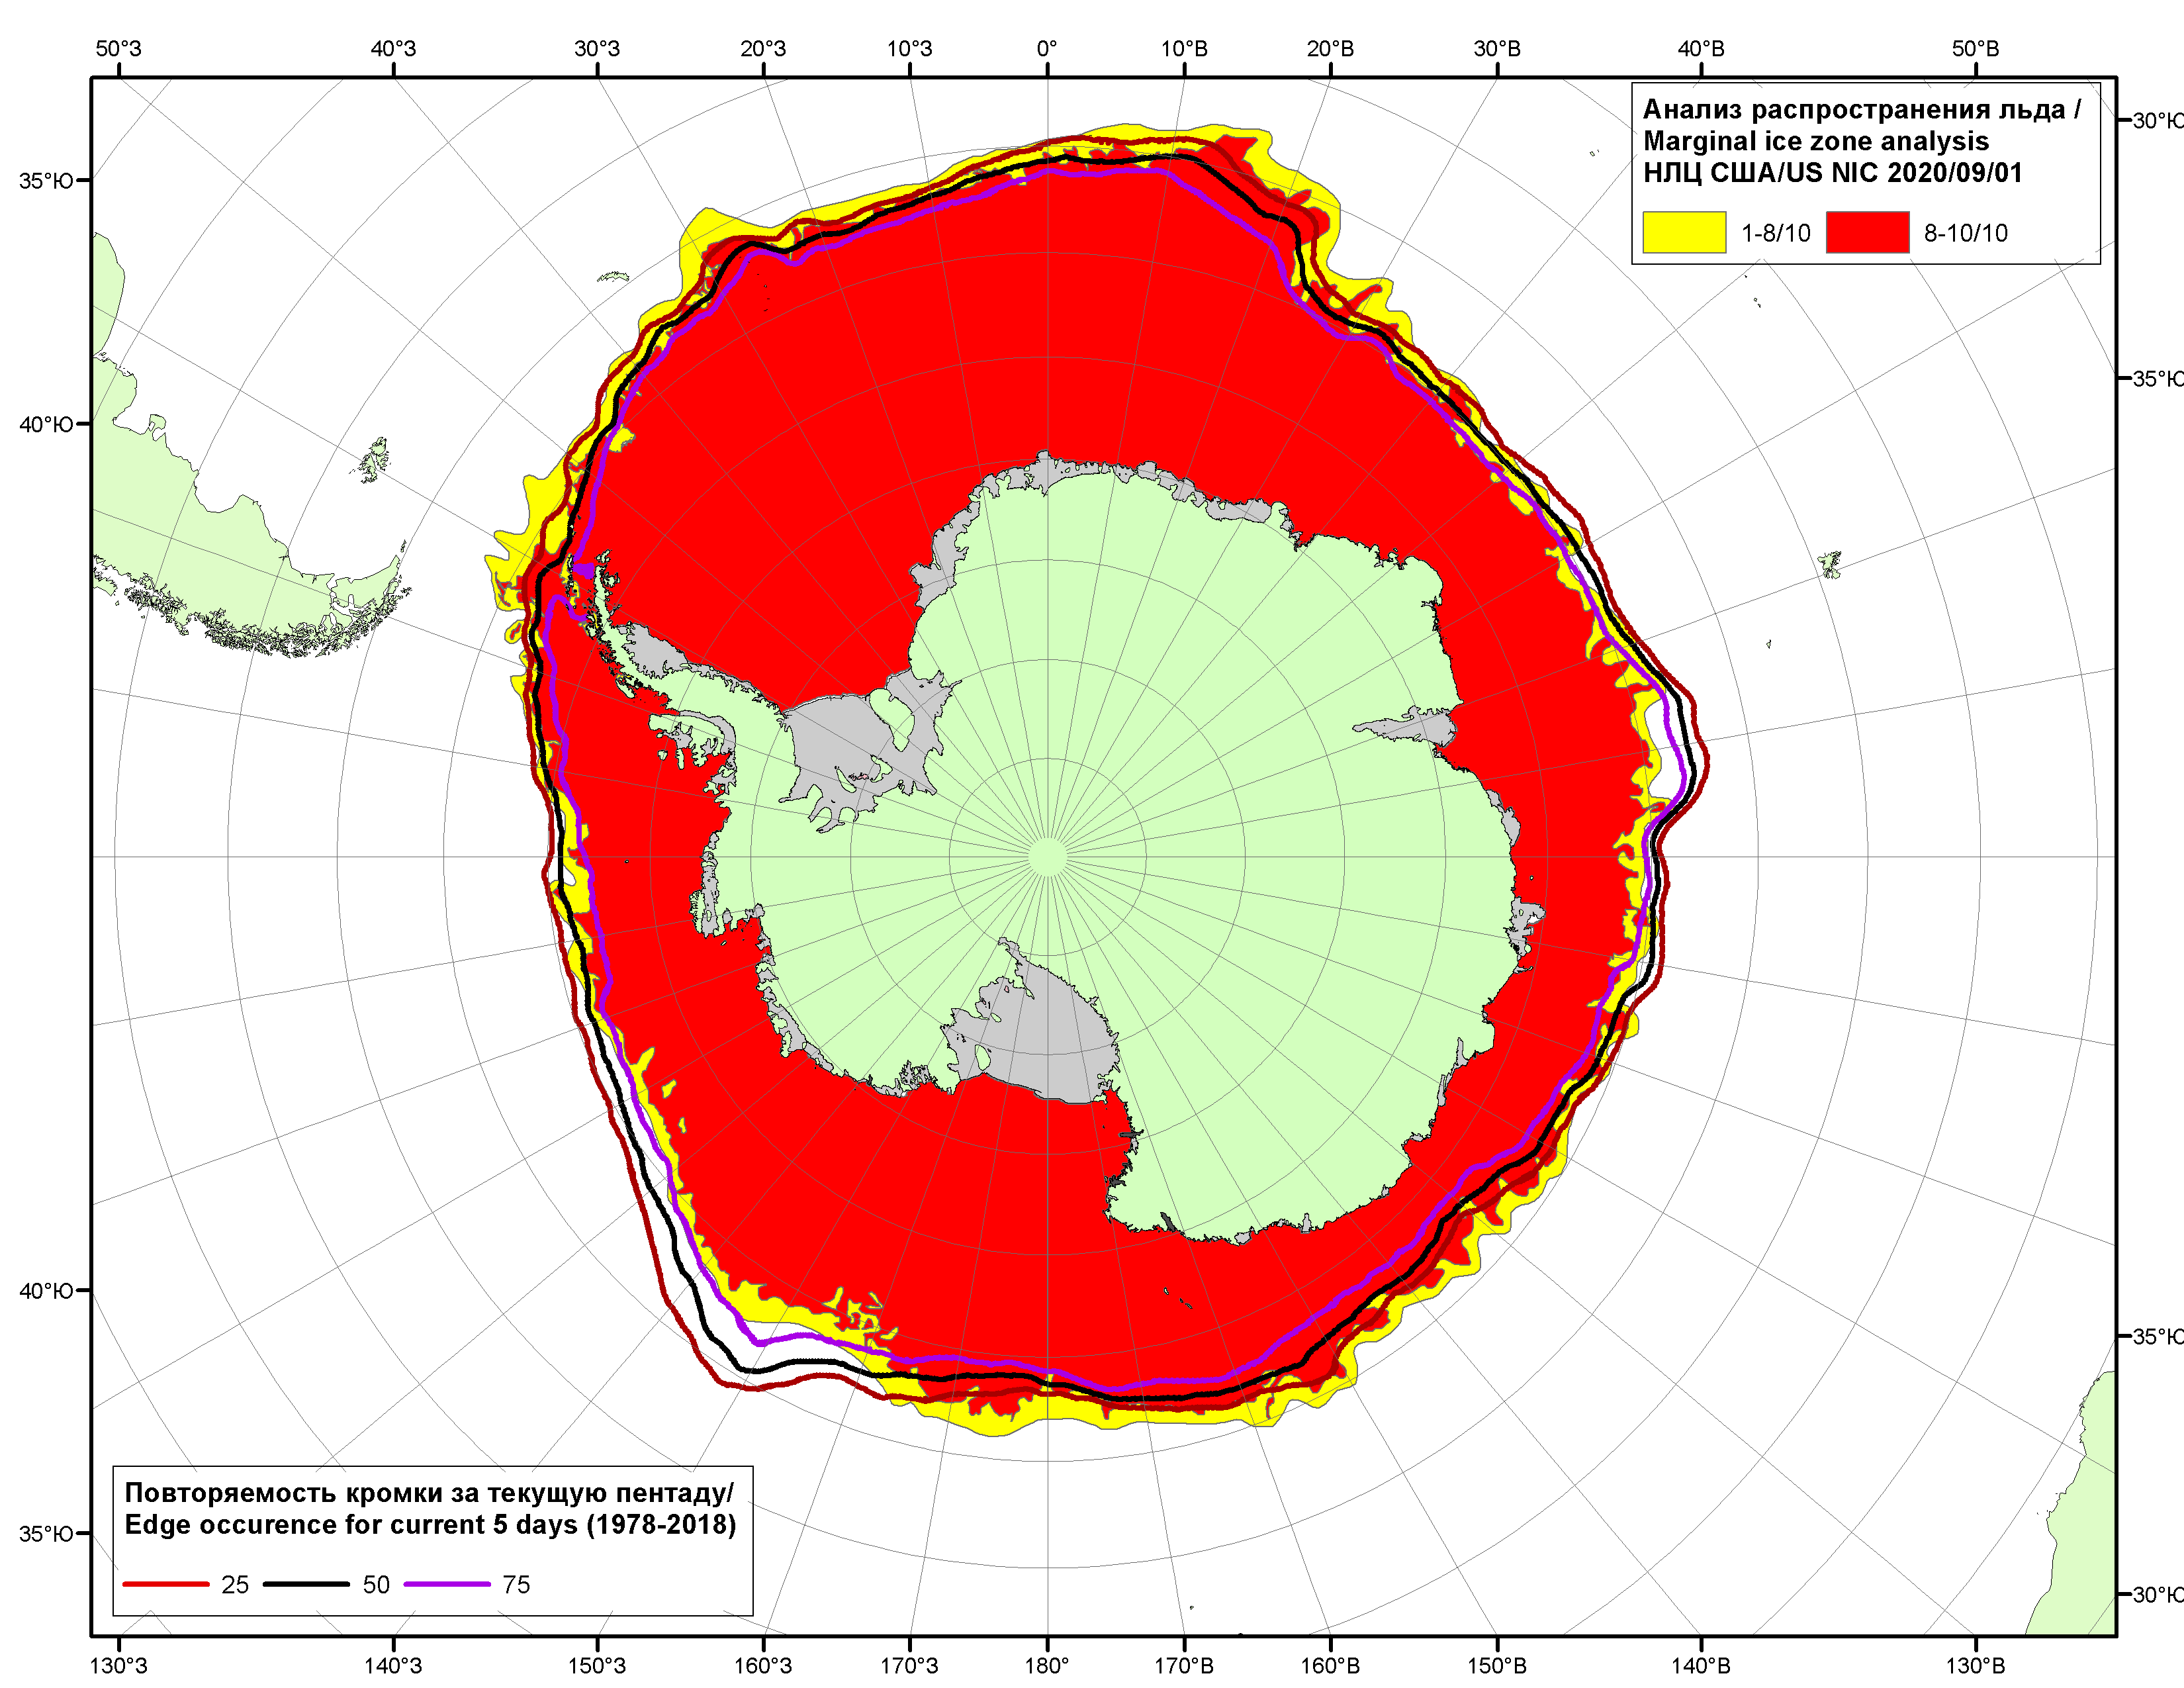 50°З 40°З 30°З 20°З 10°З 0° 10°В 20°В 30°В 40°В 50°В
Анализ распространения льда /
Marginal ice zone analysis
НЛЦ США/US NIC 2020/09/01
1-8/10 8-10/10
30°Ю
35°Ю
35°Ю
40°Ю
40°Ю
35°Ю
35°Ю
30°Ю
Повторяемость кромки за текущую пентаду/
Edge occurence for current 5 days (1978-2018)
25 50 75
130°З 140°З 150°З 160°З 170°З 180° 170°В 160°В 150°В 140°В 130°В